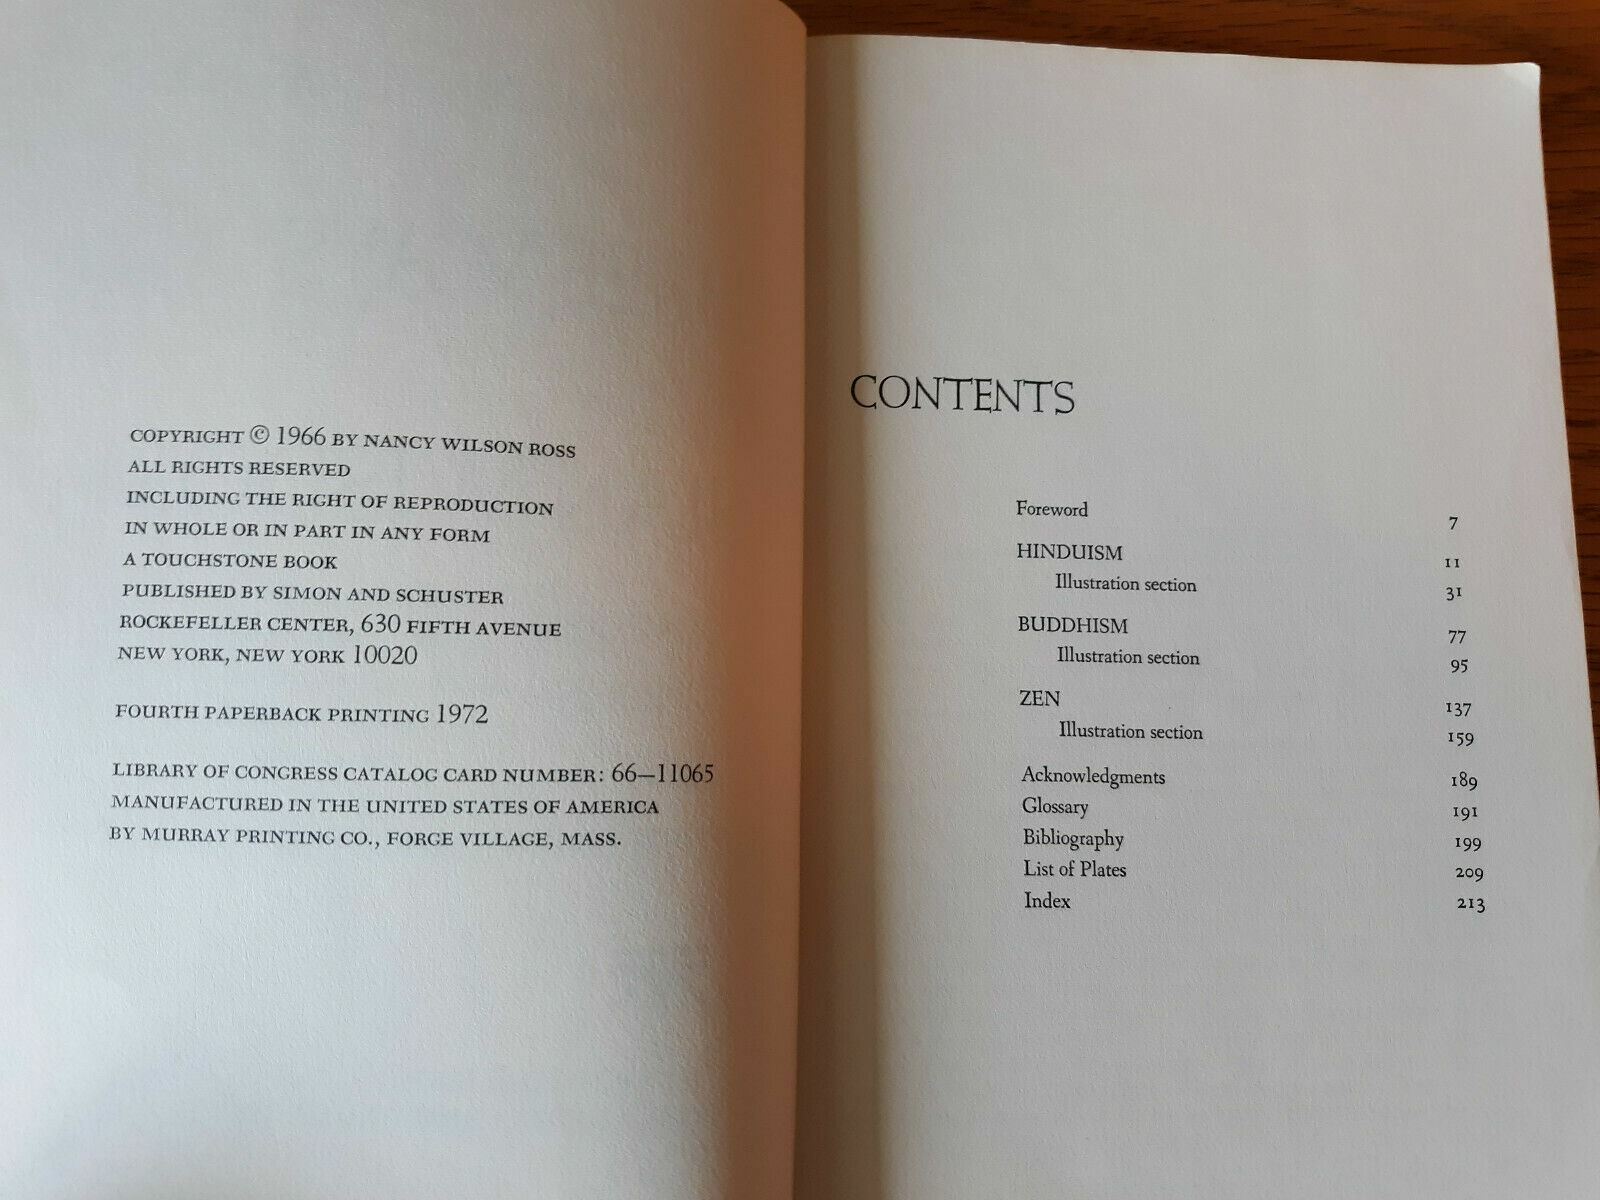 COPYRIGHT © 1966 BY NANCY WILSON ROSS
ALL RIGHTS RESERVED
INCLUDING THE RIGHT OF REPRODUCTION
IN WHOLE OR IN PART IN ANY FORM
A TOUCHSTONE BOOK
PUBLISHED BY SIMON AND SCHUSTER
ROCKEFELLER CENTER, 630 FIFTH AVENUE
NEW YORK, NEW YORK 10020
FOURTH PAPERBACK PRINTING 1972
LIBRARY OF CONGRESS CATALOG CARD NUMBER: 66—11065
MANUFACTURED IN THE UNITED STATES OF AMERICA
BY MURRAY PRINTING CO., FORGE VILLAGE, MASS.
CONTENTS
Foreword 7
HINDUISM 11
Illustration section 31
BUDDHISM 77
Illustration section 95
ZEN 137
Illustration section 159
Acknowledgments 189
Glossary 191
Bibliography 199
List of Plates 209
Index 213